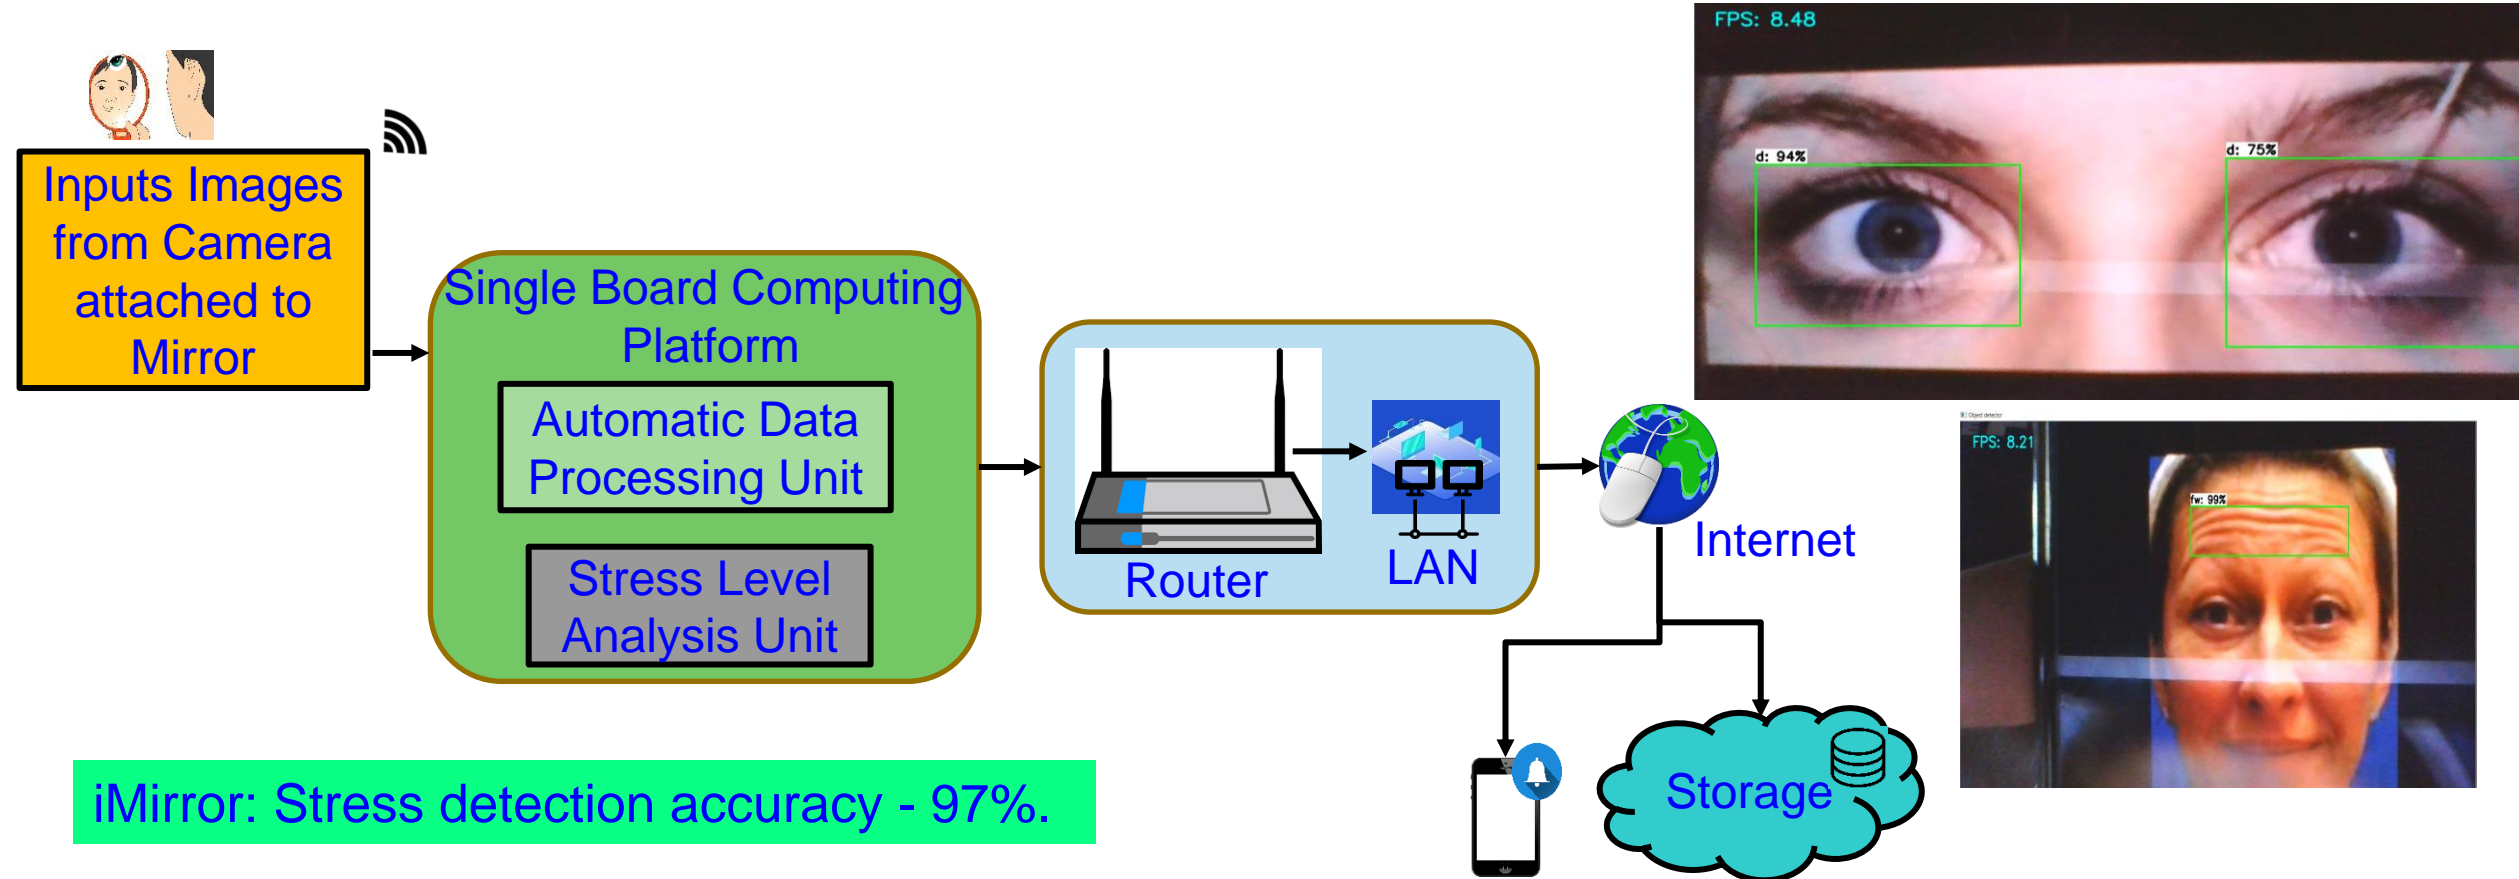 FPS: 8.48
d: 94%
d: 75%
Inputs Images
from Camera
attached to
Mirror
Single Board Computing
Platform
Automatic Data
Processing Unit
Stress Level
Analysis Unit
Router
LAN
Internet
Object detector
FPS: 8.21
fw: 99%
Storage
iMirror: Stress detection accuracy - 97%.